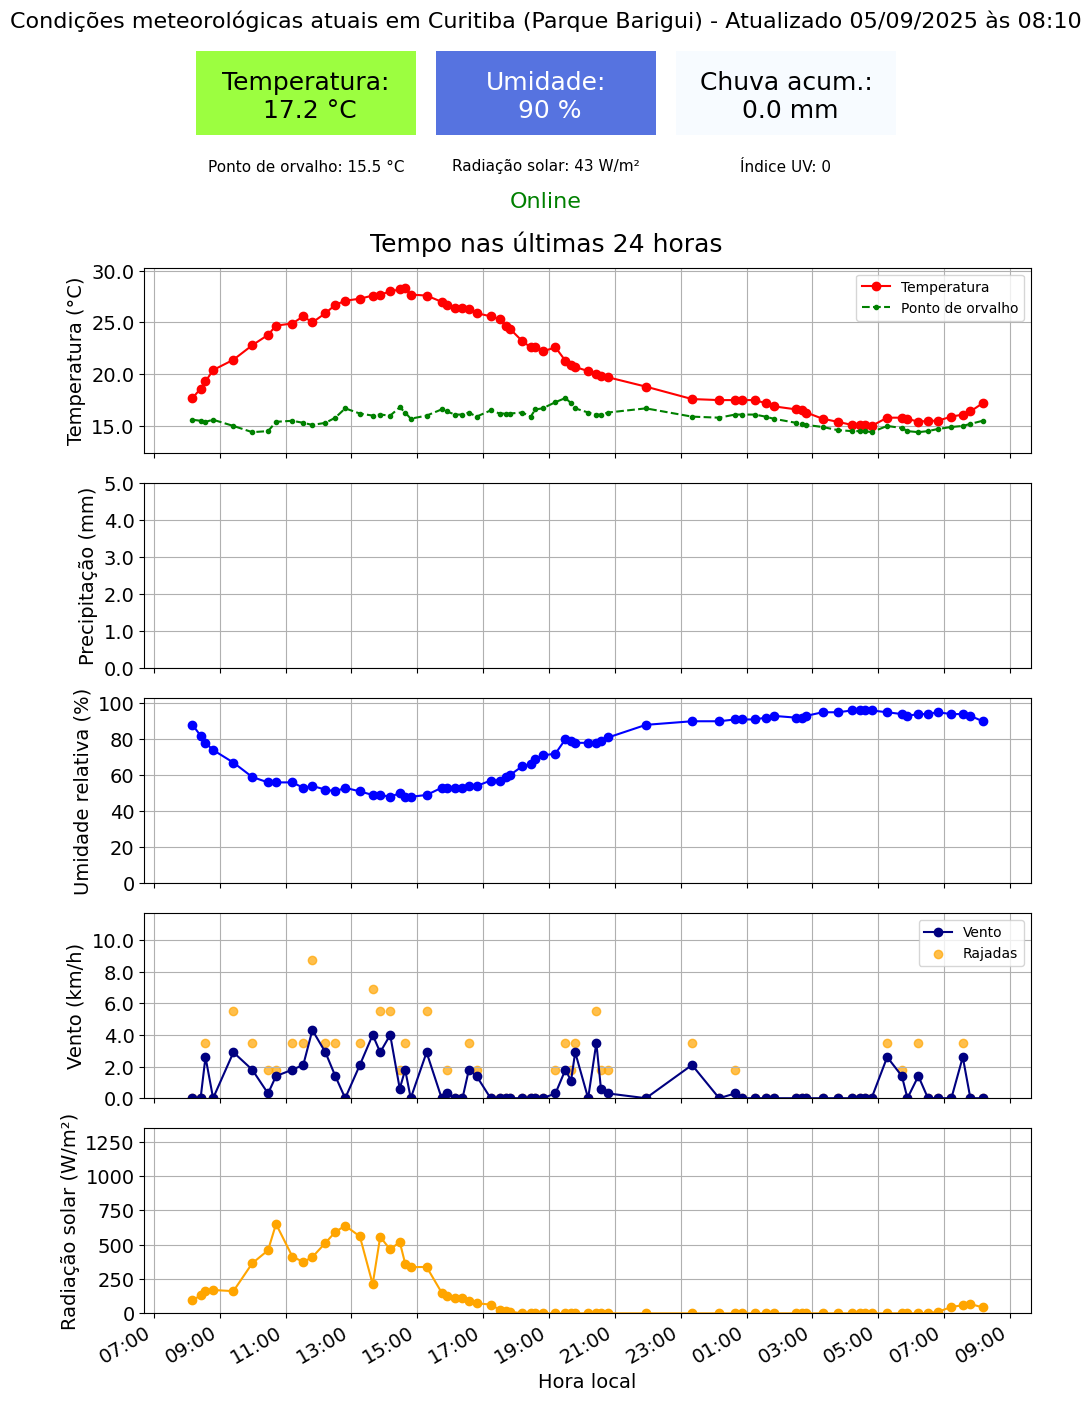 Condições meteorológicas atuais em Curitiba (Parque Barigui) - Atualizado 05/09/2025 às 08:10
Temperatura:
17.2 °C
Umidade:
90 %
Chuva acum.:
0.0 mm
Ponto de orvalho: 15.5 °C
Radiação solar: 43 W/m²
Índice UV: 0
Online
Tempo nas últimas 24 horas
Temperatura (°C)
30.0
25.0
20.0
15.0
Temperatura
Ponto de orvalho
Precipitação (mm)
5.0
4.0
3.0
2.0
1.0
0.0
Umidade relativa (%)
100
80
60
40
20
0
Vento (km/h)
10.0
8.0
6.0
4.0
2.0
0.0
Vento
Rajadas
Radiação solar (W/m²)
1250
1000
750
500
250
0
07:00
09:00
11:00
13:00
15:00
17:00
19:00
21:00
23:00
01:00
03:00
05:00
07:00
09:00
Hora local